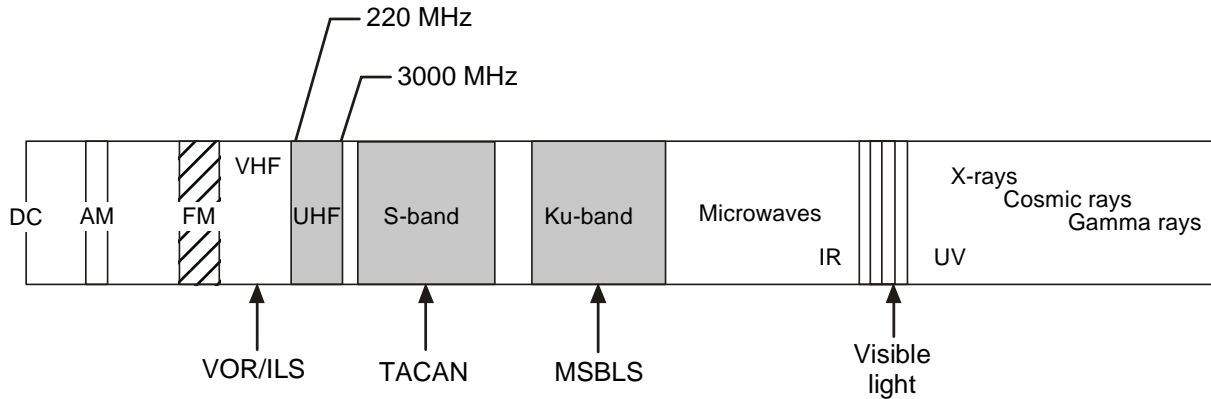 220 MHz
3000 MHz
VHF
X-rays
Cosmic rays
DC AM FM UHF S-band Ku-band Microwaves Gamma rays
IR UV
VOR/ILS TACAN MSBLS Visible
light